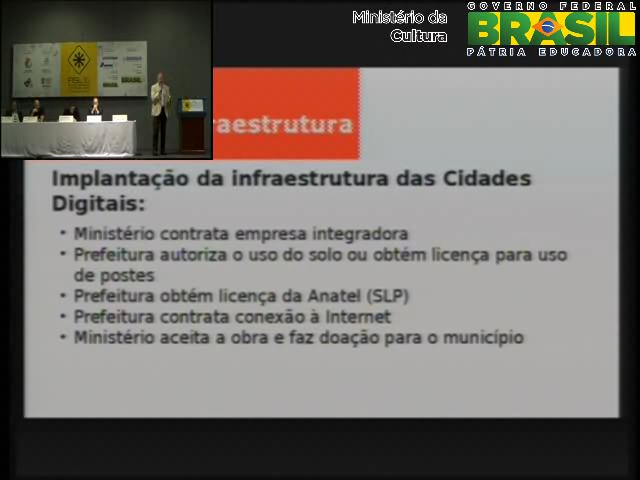 Ministério da
Cultura
GOVERNO FEDERAL
BRASIL
PÁTRIA EDUCADORA
BRASIL
raestrutura
Implantação da infraestrutura das Cidades
Digitais:
• Ministério contrata empresa integradora
• Prefeitura autoriza o uso do solo ou obtém licença para uso
de postes
• Prefeitura obtém licença da Anatel (SLP)
• Prefeitura contrata conexão à Internet
• Ministério aceita a obra e faz doação para o município